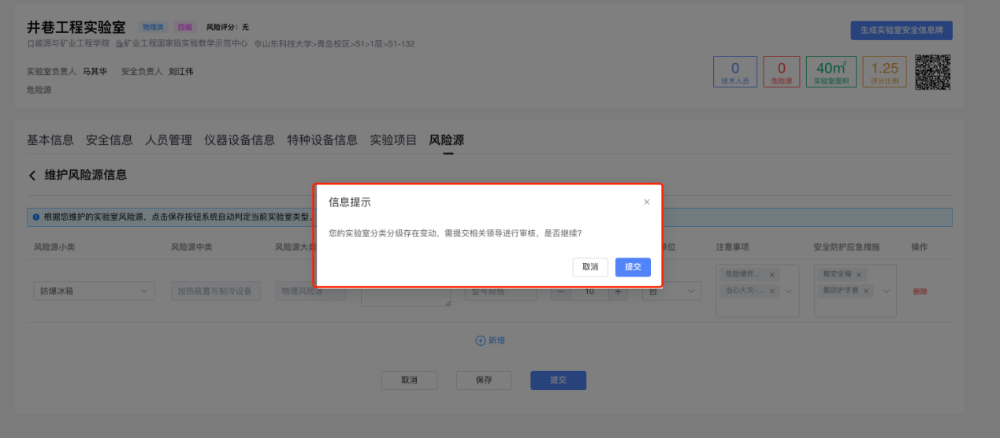 井巷工程实验室 物理类 四级 风险评分：无
生成实验室安全信息牌
能源与矿业工程学院 矿业工程国家级实验教学示范中心 山东科技大学>青岛校区>S1>1层>S1-132
实验室负责人 马其华 安全负责人 刘江伟
0 0 40㎡ 1.25
技术人员 危险源 实验室面积 评分比例
危险源
基本信息 安全信息 人员管理 仪器设备信息 特种设备信息 实验项目 风险源
维护风险源信息
信息提示
根据您维护的实验室风险源，点击保存按钮系统自动判定当前实验室类型、
您的实验室分类分级存在变动，需提交相关领导进行审核，是否继续?
风险源小类 风险源中类 风险源大类 单位 注意事项 安全防护应急措施 操作
取消 提交
防爆冰箱 加热装置与制冷设备 物理风险源 型号规格 10 台
危险爆炸... 戴安全帽
当心火灾-... 戴防护手套 删除
新增
取消 保存 提交